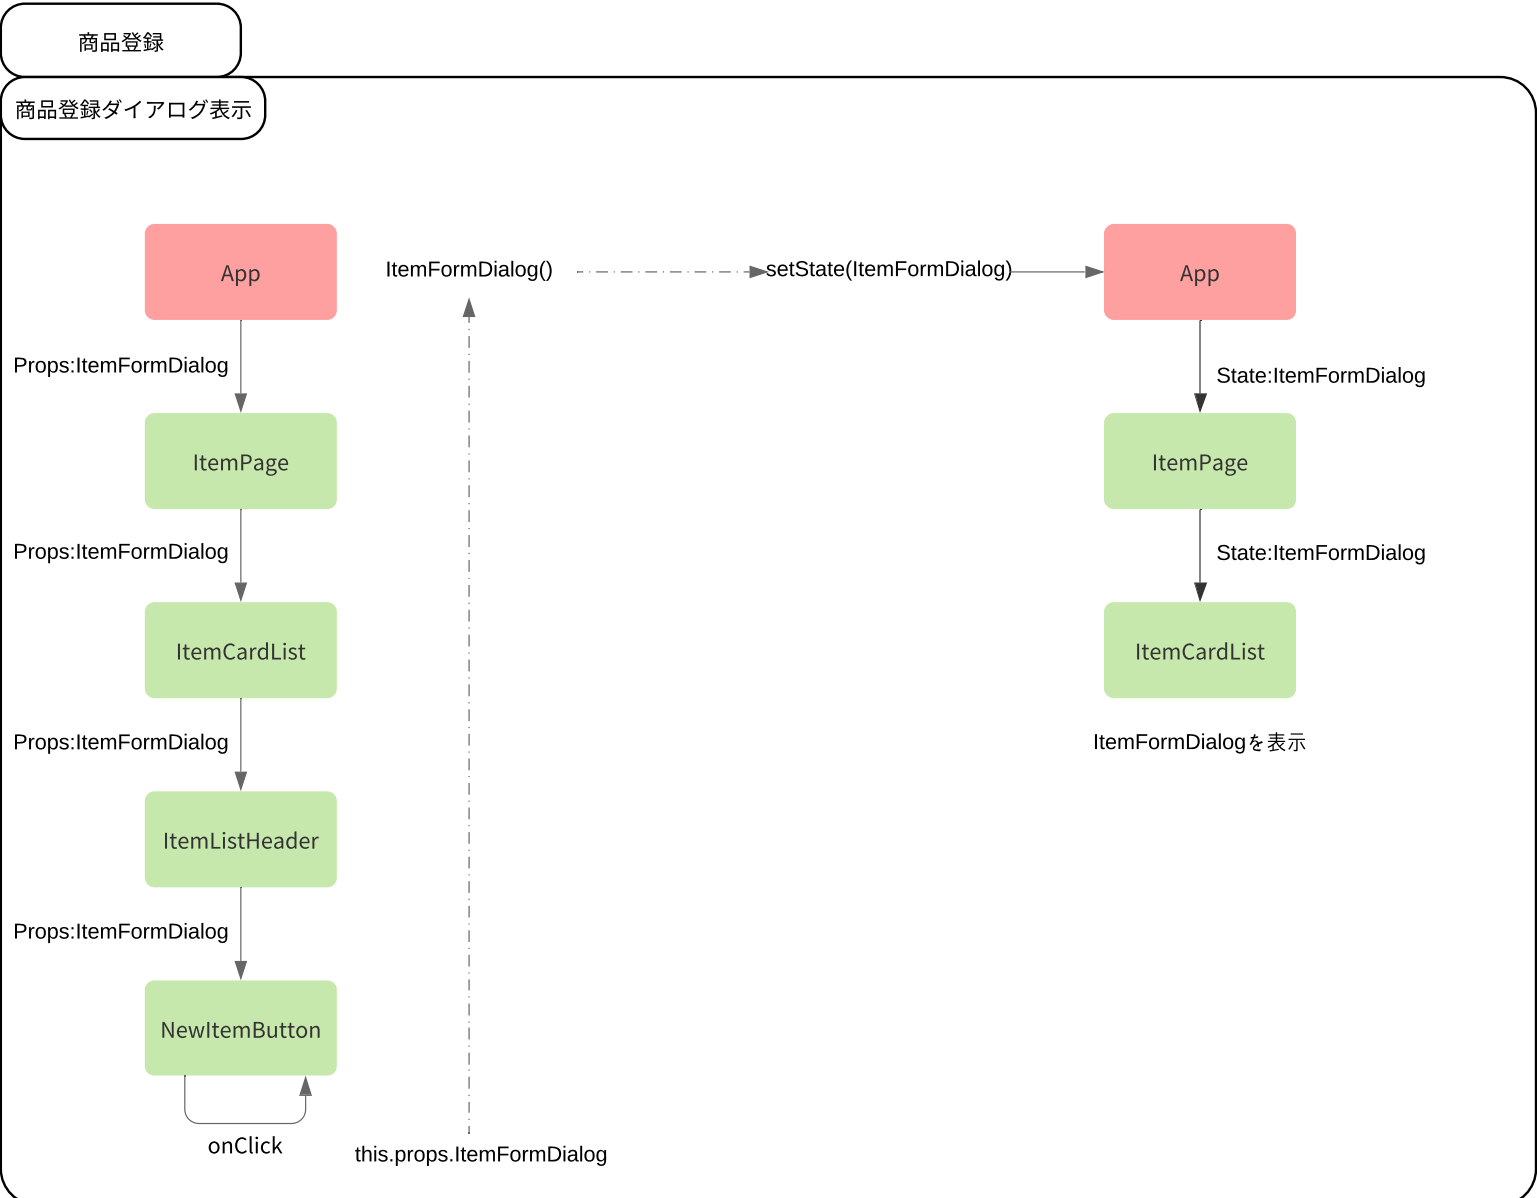 商品登録
商品登録ダイアログ表示
App
ItemFormDialog()
setState(ItemFormDialog)
App
Props:ItemFormDialog
State:ItemFormDialog
ItemPage
ItemPage
Props:ItemFormDialog
State:ItemFormDialog
ItemCardList
ItemCardList
Props:ItemFormDialog
ItemFormDialogを表示
ItemListHeader
Props:ItemFormDialog
NewItemButton
onClick
this.props.ItemFormDialog